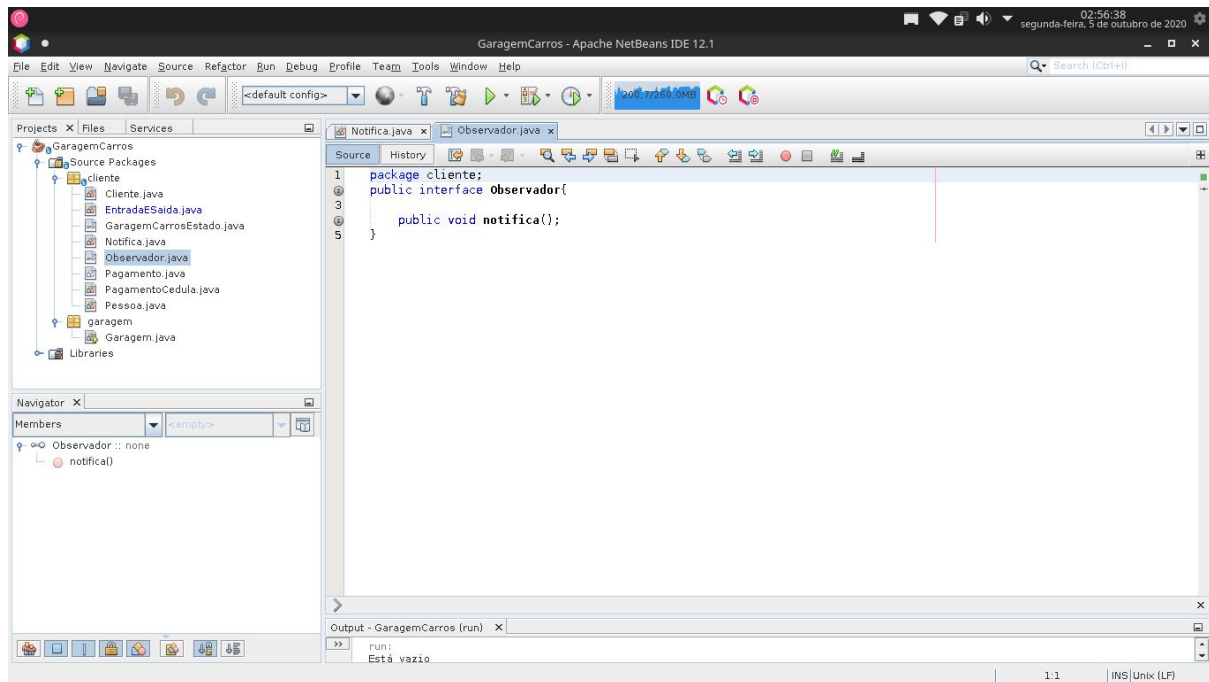 02:56:38
segunda-feira, 5 de outubro de 2020
GaragemCarros - Apache NetBeans IDE 12.1
File Edit View Navigate Source Refactor Run Debug Profile Team Tools Window Help
Search (Ctrl+I)
<default config>
200,7/260,0MB
Projects Files Services
GaragemCarros
Source Packages
cliente
Cliente.java
EntradaESaida.java
GaragemCarrosEstado.java
Notifica.java
Observador.java
Pagamento.java
PagamentoCedula.java
Pessoa.java
garagem
Garagem.java
Libraries
Navigator
Members
<empty>
Observador :: none
notifica()
Notifica.java Observador.java
Source History
1 package cliente;
public interface Observador{
3
public void notifica();
5 }
Output - GaragemCarros (run)
run:
Está vazio
1:1 INS Unix (LF)